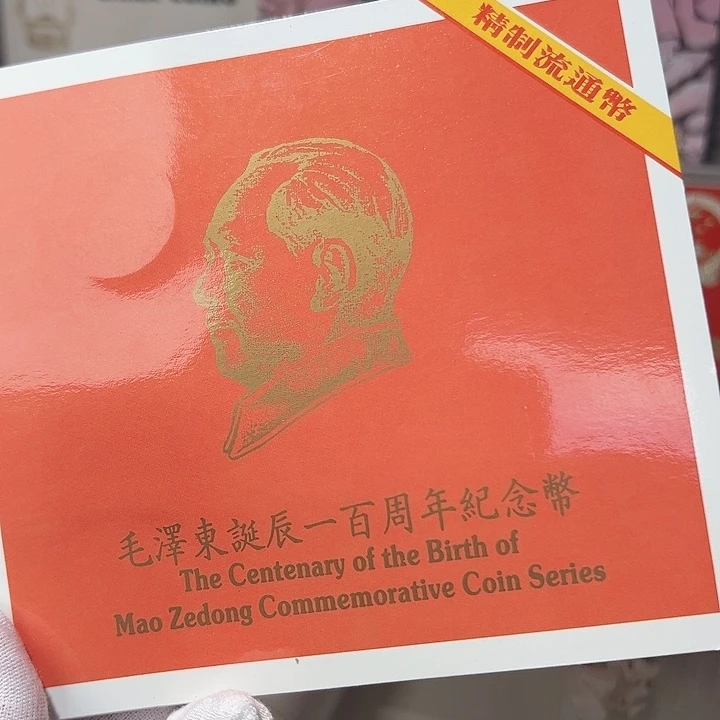 精制流通幣
毛澤東誕辰一百周年紀念幣
The Centenary of the Birth of
Mao Zedong Commemorative Coin Series